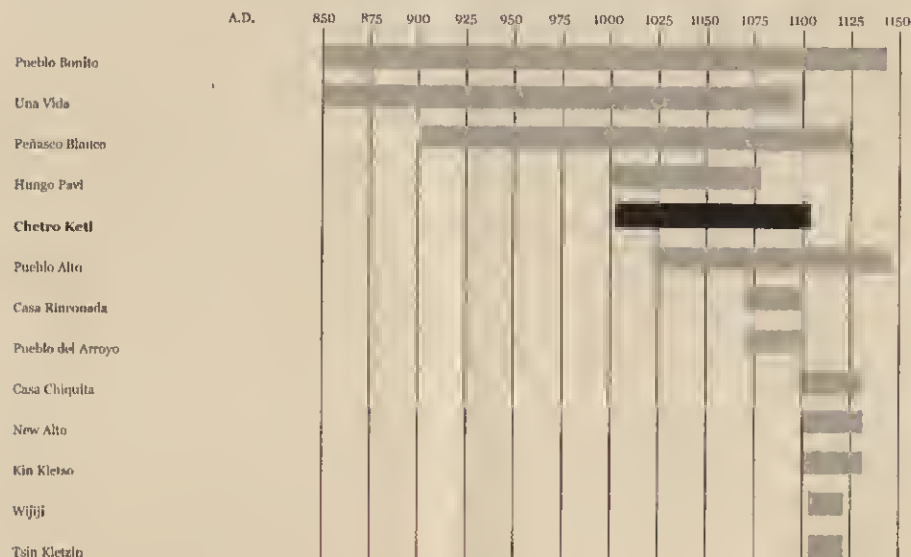 A.D. 850 875 900 925 950 975 1000 1025 1150 1075 1100 1125 1150
Pueblo Bonito
Una Vida
Peñasco Blanco
Hungo Pavi
Chetro Ketl
Pueblo Alto
Casa Rinconada
Pueblo del Arroyo
Casa Chiquita
New Alto
Kin Kletso
Wijiji
Tsin Kletzin